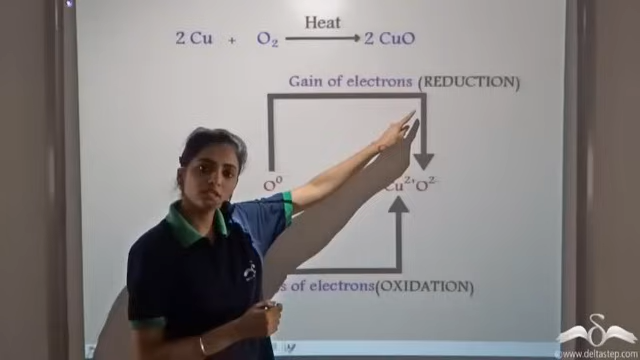 Heat
2 Cu + O₂ 2 CuO
Gain of electrons (REDUCTION)
O⁰ Cu²⁺O²⁻
of electrons(OXIDATION)
©www.deltastep.com